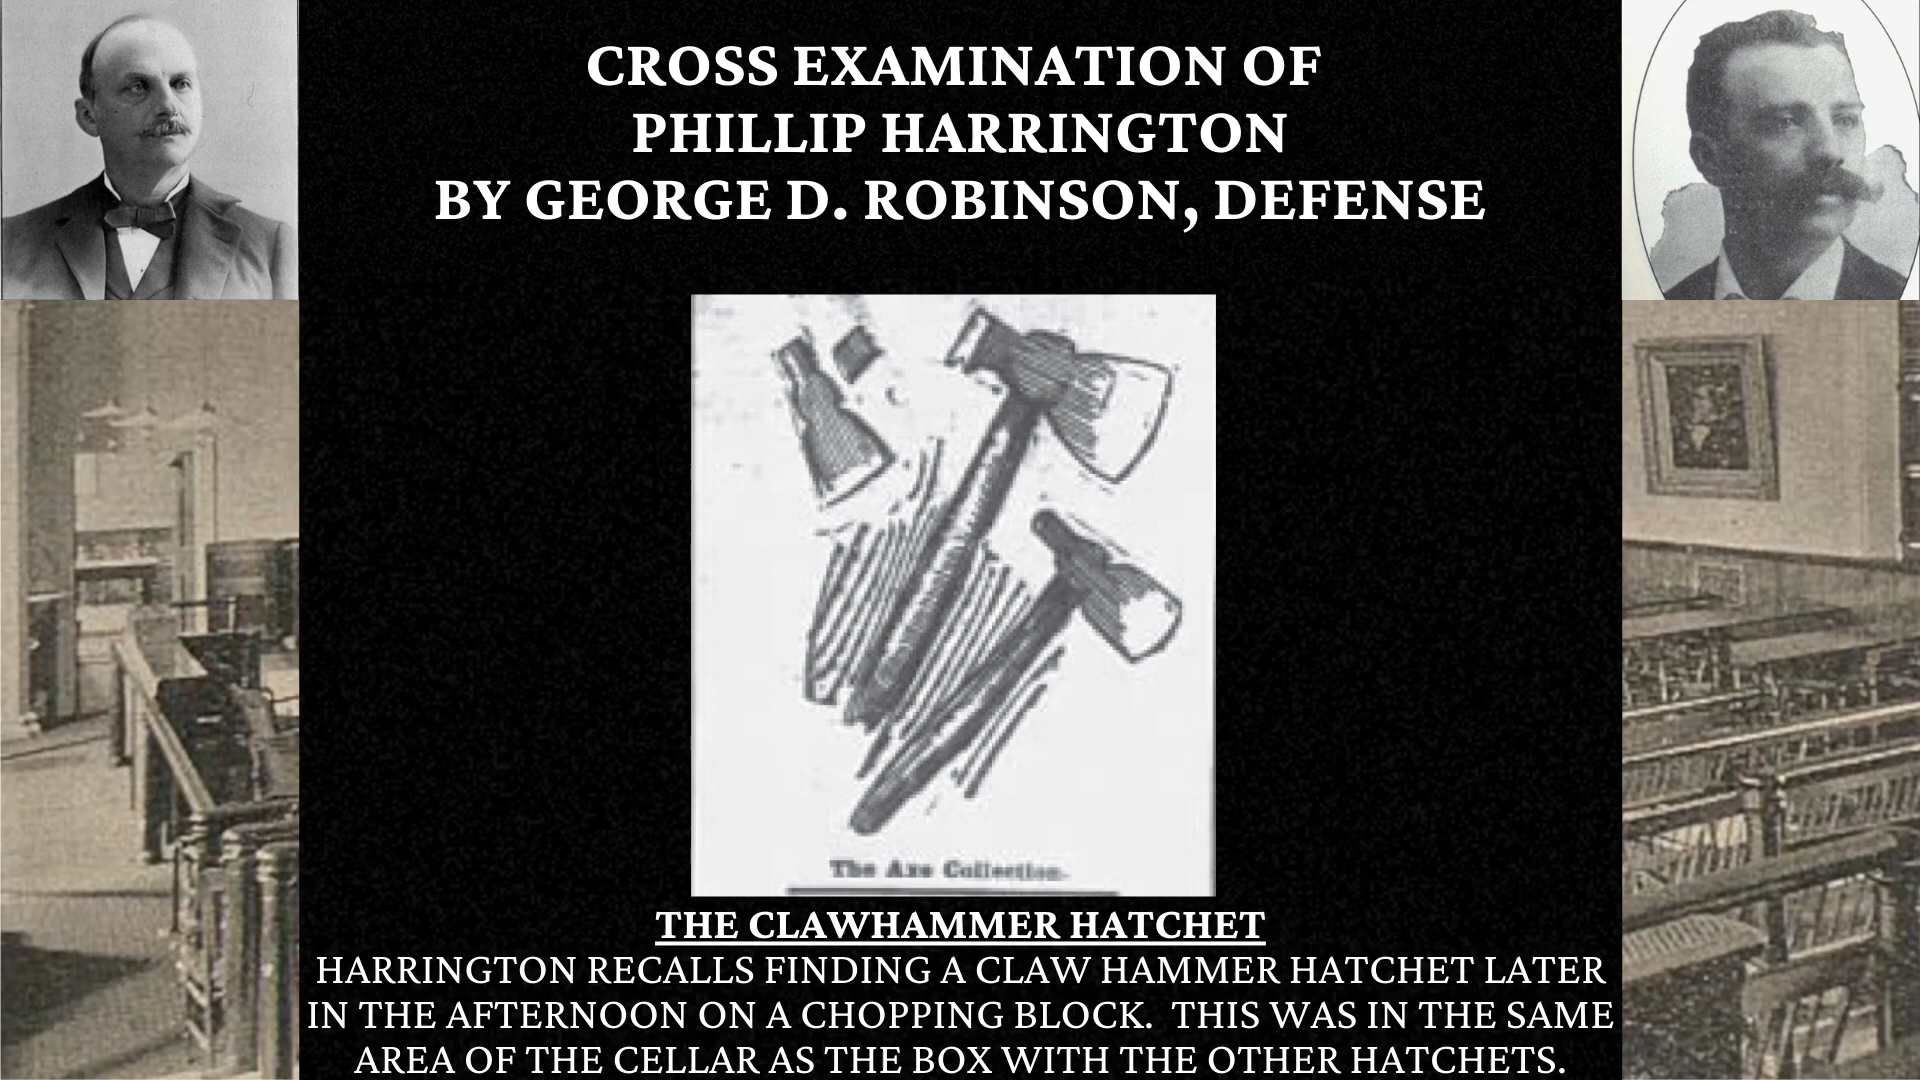 CROSS EXAMINATION OF
PHILLIP HARRINGTON
BY GEORGE D. ROBINSON, DEFENSE
The Axe Collection.
THE CLAWHAMMER HATCHET
HARRINGTON RECALLS FINDING A CLAW HAMMER HATCHET LATER
IN THE AFTERNOON ON A CHOPPING BLOCK. THIS WAS IN THE SAME
AREA OF THE CELLAR AS THE BOX WITH THE OTHER HATCHETS.